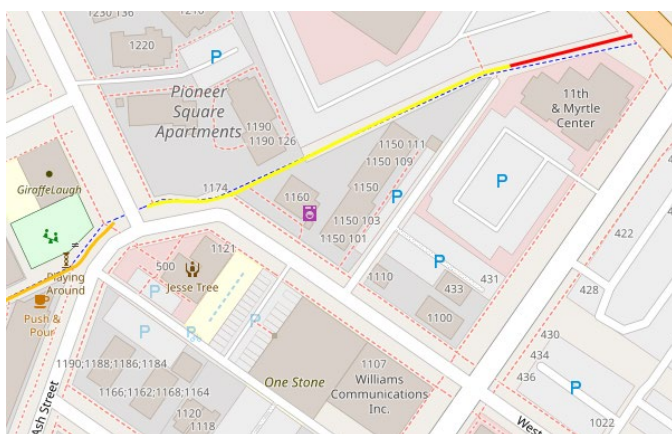 1230 136
1220
P
Pioneer
Square
Apartments
1190
1190 126
11th
& Myrtle
Center
GiraffeLaugh
1174
1160
1150 111
1150 109
1150
P
1150 103
1150 101
P
Playing
Around
Push &
Pour
1121
500
Jesse Tree
P
P
P
P
1110
433
431
1100
422
428
430
434
436
P
1022
1190;1188;1186;1184
1166;1162;1168;1164
1120
1118
One Stone
1107
Williams
Communications
Inc.
Ash Street
West